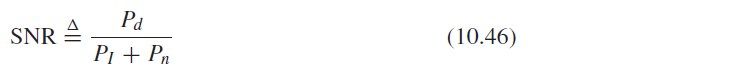 SNR ≜ P_d / (P_I + P_n) (10.46)